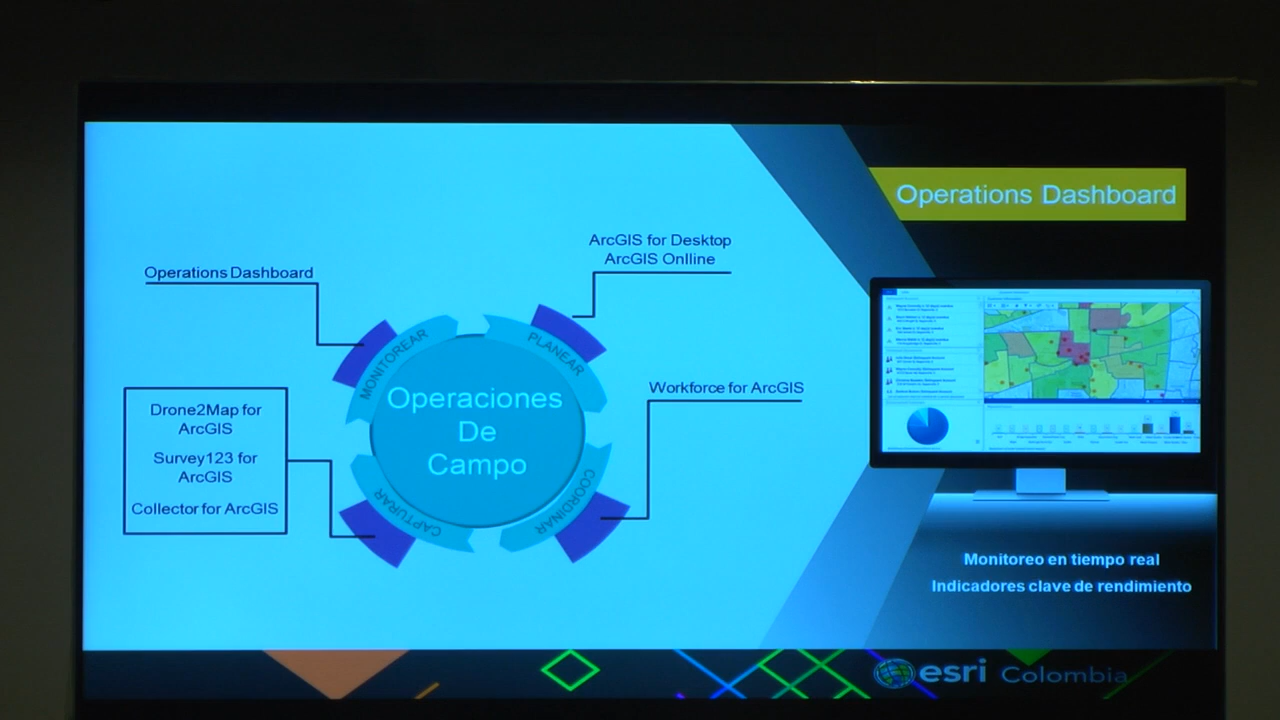 Operations Dashboard
ArcGIS for Desktop
ArcGIS Onlline
Operations Dashboard
MONITOREAR
PLANEAR
Workforce for ArcGIS
Operaciones
De
Campo
Drone2Map for
ArcGIS
Survey123 for
ArcGIS
Collector for ArcGIS
CAPTURAR
COORDINAR
Monitoreo en tiempo real
Indicadores clave de rendimiento
esri Colombia